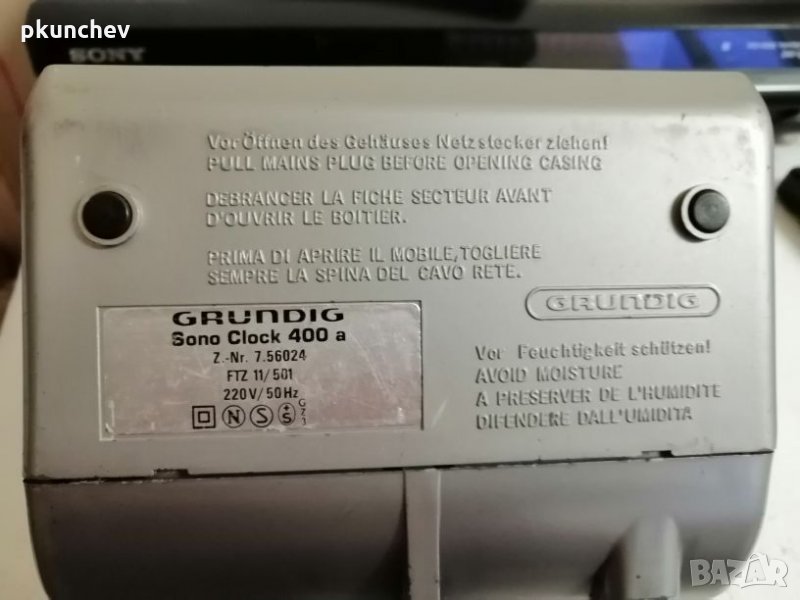 pkunchev
SONY
Vor Öffnen des Gehäuses Netzstecker ziehen!
PULL MAINS PLUG BEFORE OPENING CASING
DEBRANCER LA FICHE SECTEUR AVANT
D'OUVRIR LE BOITIER.
PRIMA DI APRIRE IL MOBILE, TOGLIERE
SEMPRE LA SPINA DEL CAVO RETE.
GRUNDIG
Sono Clock 400 a
Z.-Nr. 7.56024
FTZ 11/501
220V/50Hz
N S +S GZ3
GRUNDIG
Vor Feuchtigkeit schützen!
AVOID MOISTURE
A PRESERVER DE L'HUMIDITE
DIFENDERE DALL'UMIDITA
BAZAR